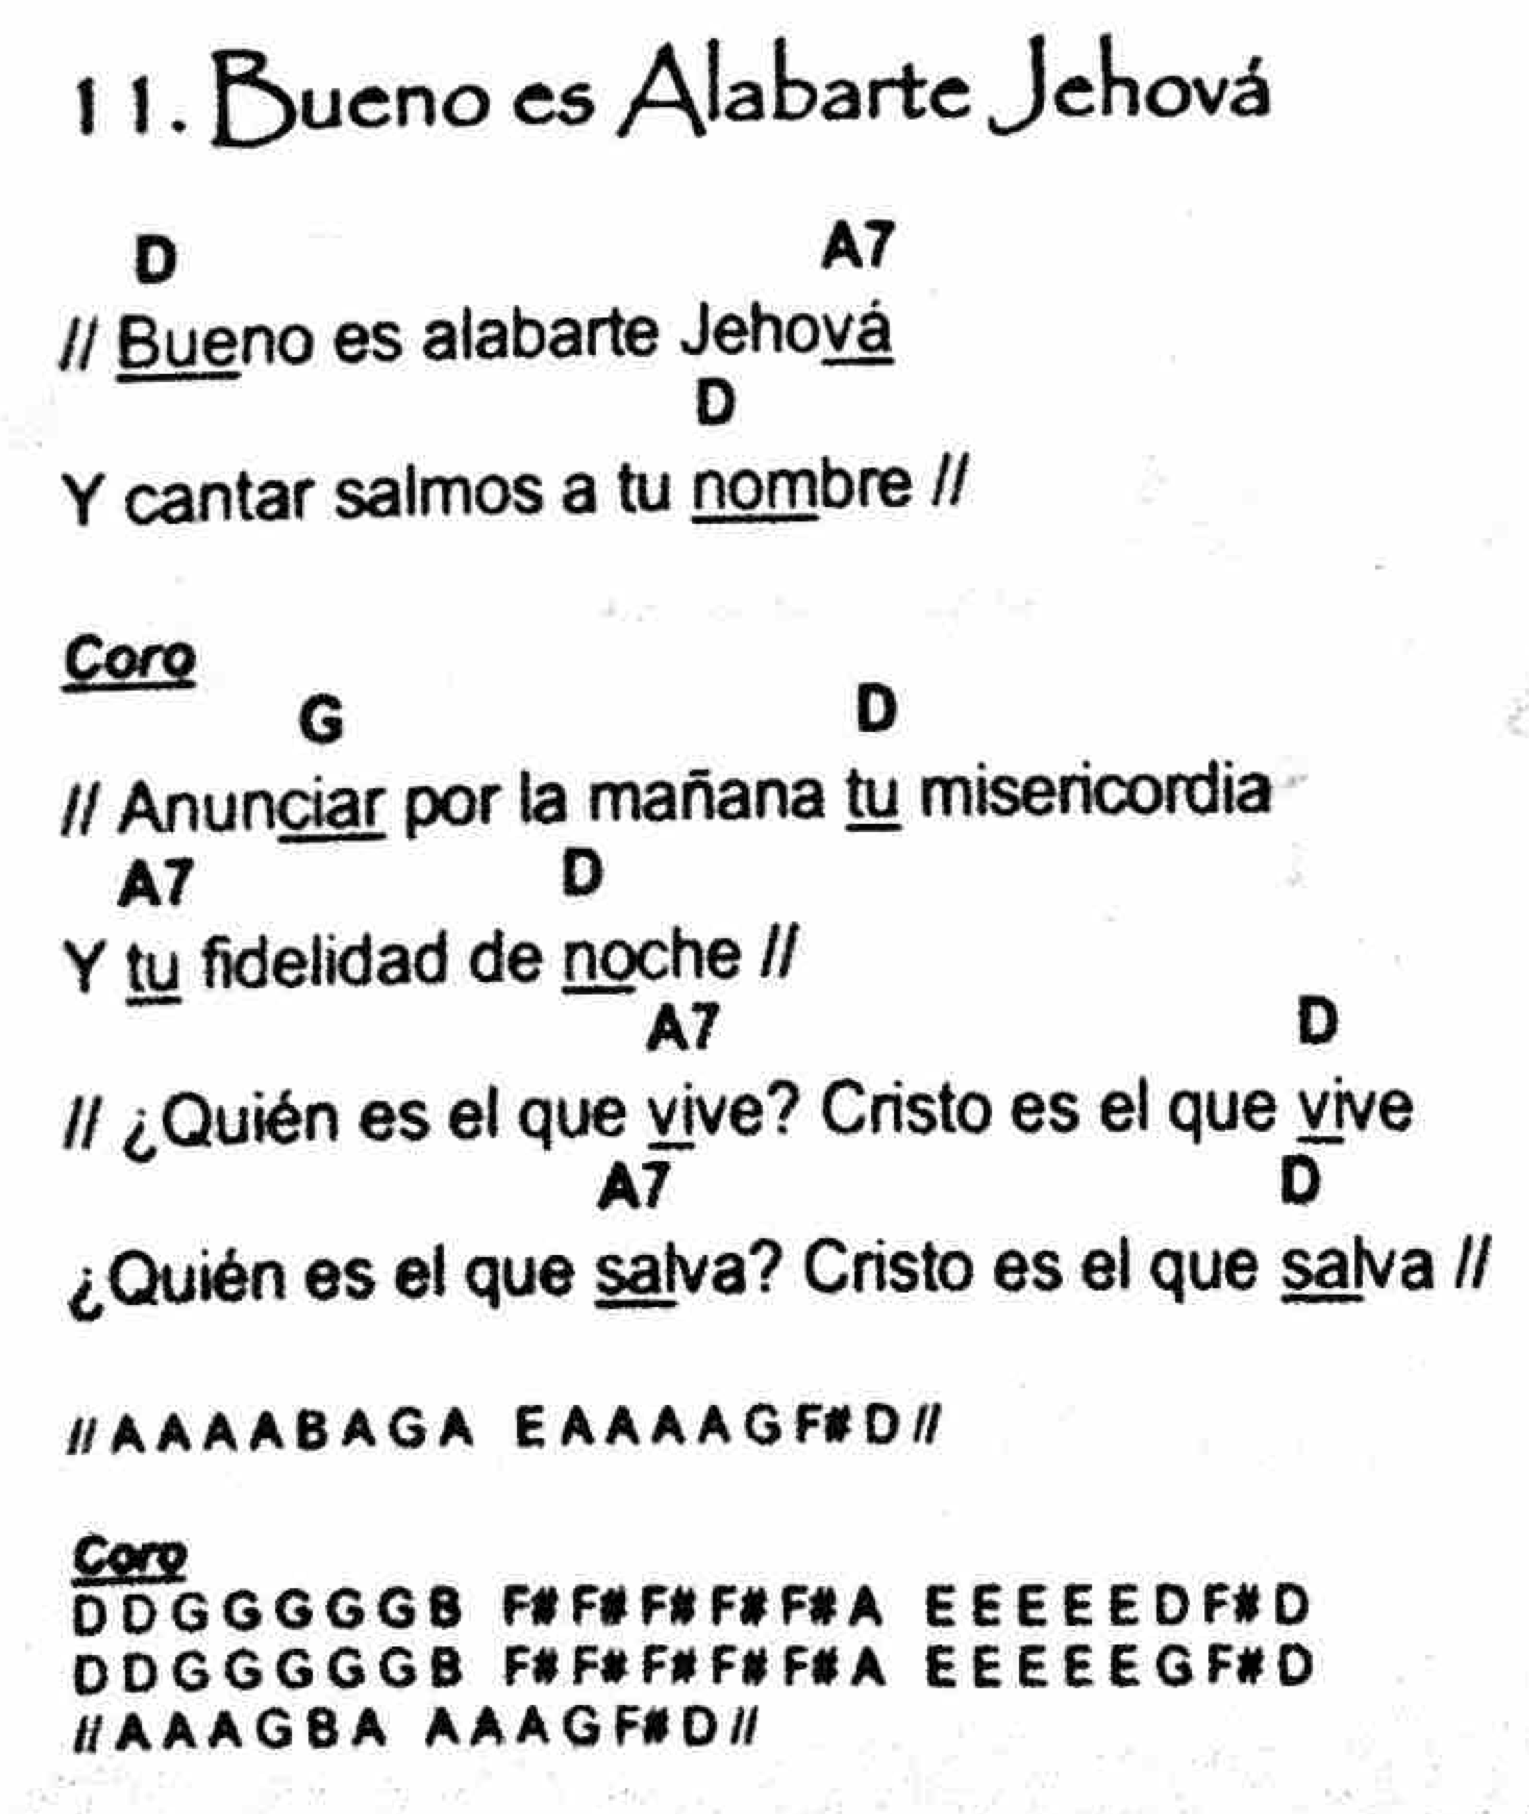 11. Bueno es Alabarte Jehová
D A7
// Bueno es alabarte Jehová
D
Y cantar salmos a tu nombre //
Coro
G D
// Anunciar por la mañana tu misericordia
A7 D
Y tu fidelidad de noche //
A7 D
// ¿Quién es el que vive? Cristo es el que vive
A7 D
¿Quién es el que salva? Cristo es el que salva //
// A A A A B A G A E A A A A G F# D //
Coro
D D G G G G G B F# F# F# F# F# A E E E E E D F# D
D D G G G G G B F# F# F# F# F# A E E E E E G F# D
// A A A G B A A A A G F# D //